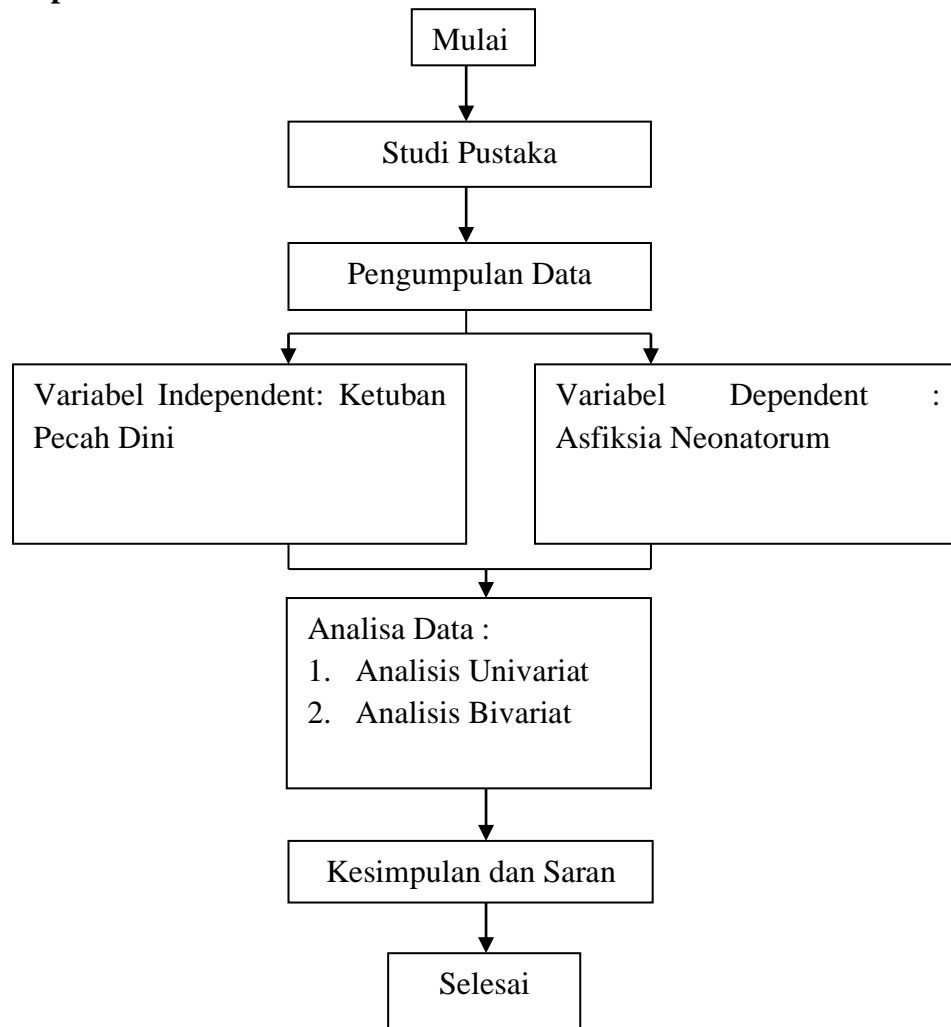 Mulai
Studi Pustaka
Pengumpulan Data
Variabel Independent: Ketuban
Pecah Dini
Variabel Dependent :
Asfiksia Neonatorum
Analisa Data :
1. Analisis Univariat
2. Analisis Bivariat
Kesimpulan dan Saran
Selesai